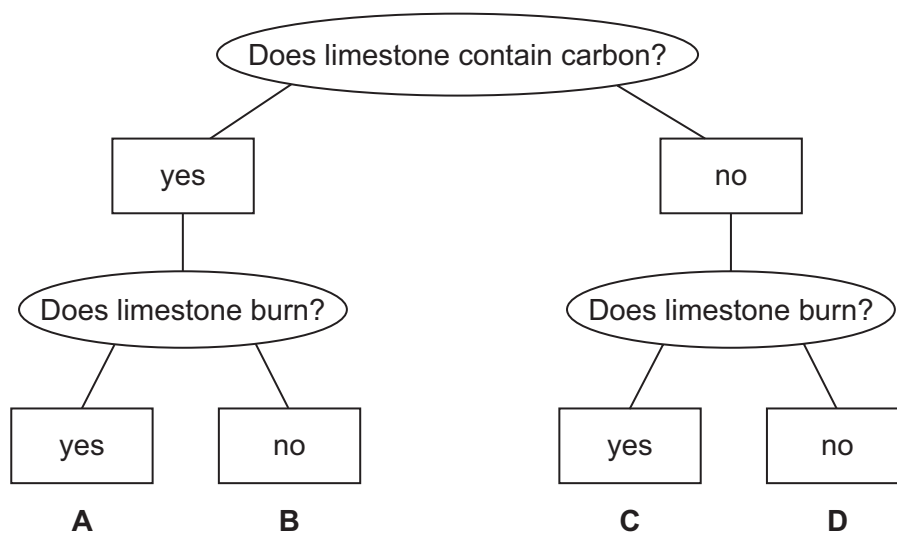 Does limestone contain carbon?
yes
no
Does limestone burn?
Does limestone burn?
yes
no
yes
no
A
B
C
D